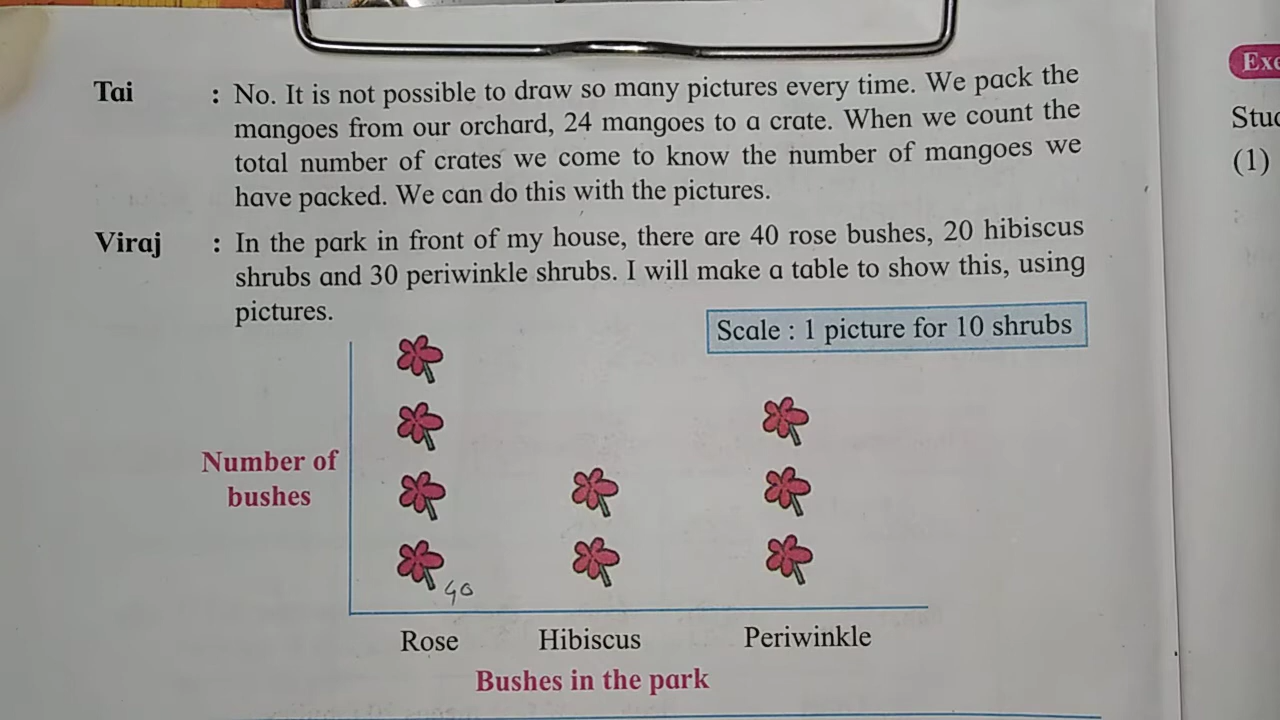 Tai : No. It is not possible to draw so many pictures every time. We pack the
mangoes from our orchard, 24 mangoes to a crate. When we count the
total number of crates we come to know the number of mangoes we
have packed. We can do this with the pictures.
Viraj : In the park in front of my house, there are 40 rose bushes, 20 hibiscus
shrubs and 30 periwinkle shrubs. I will make a table to show this, using
pictures.
Scale : 1 picture for 10 shrubs
Number of
bushes
40
Rose Hibiscus Periwinkle
Bushes in the park
(1)